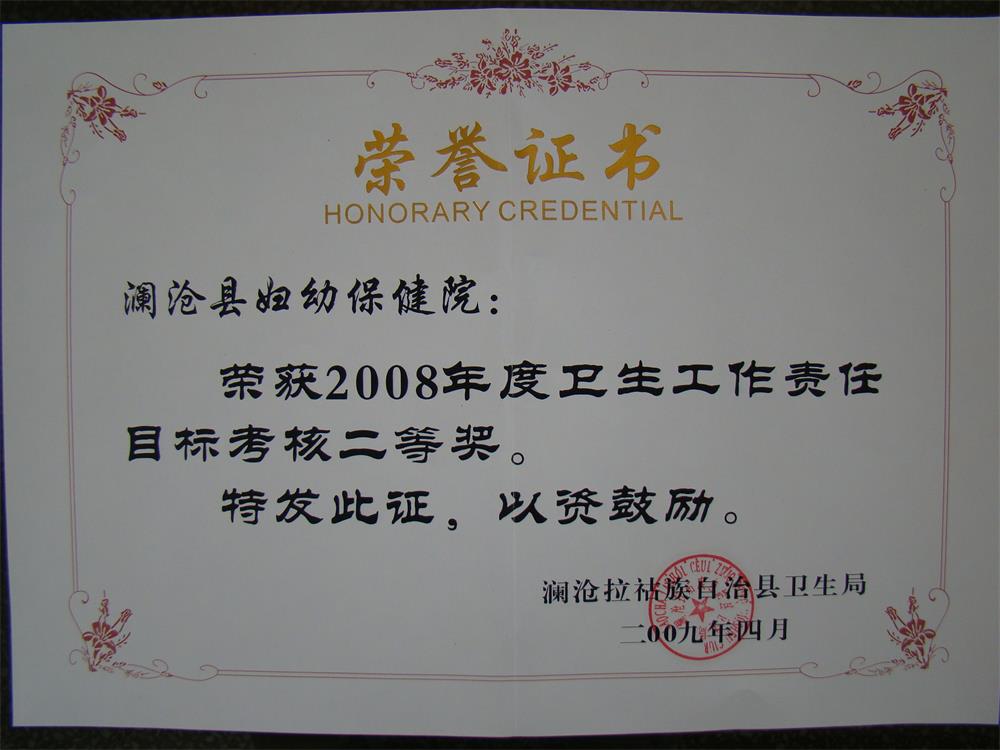 荣誉证书
HONORARY CREDENTIAL
澜沧县妇幼保健院：
荣获2008年度卫生工作责任
目标考核二等奖。
特发此证，以资鼓励。
澜沧拉祜族自治县卫生局
二00九年四月